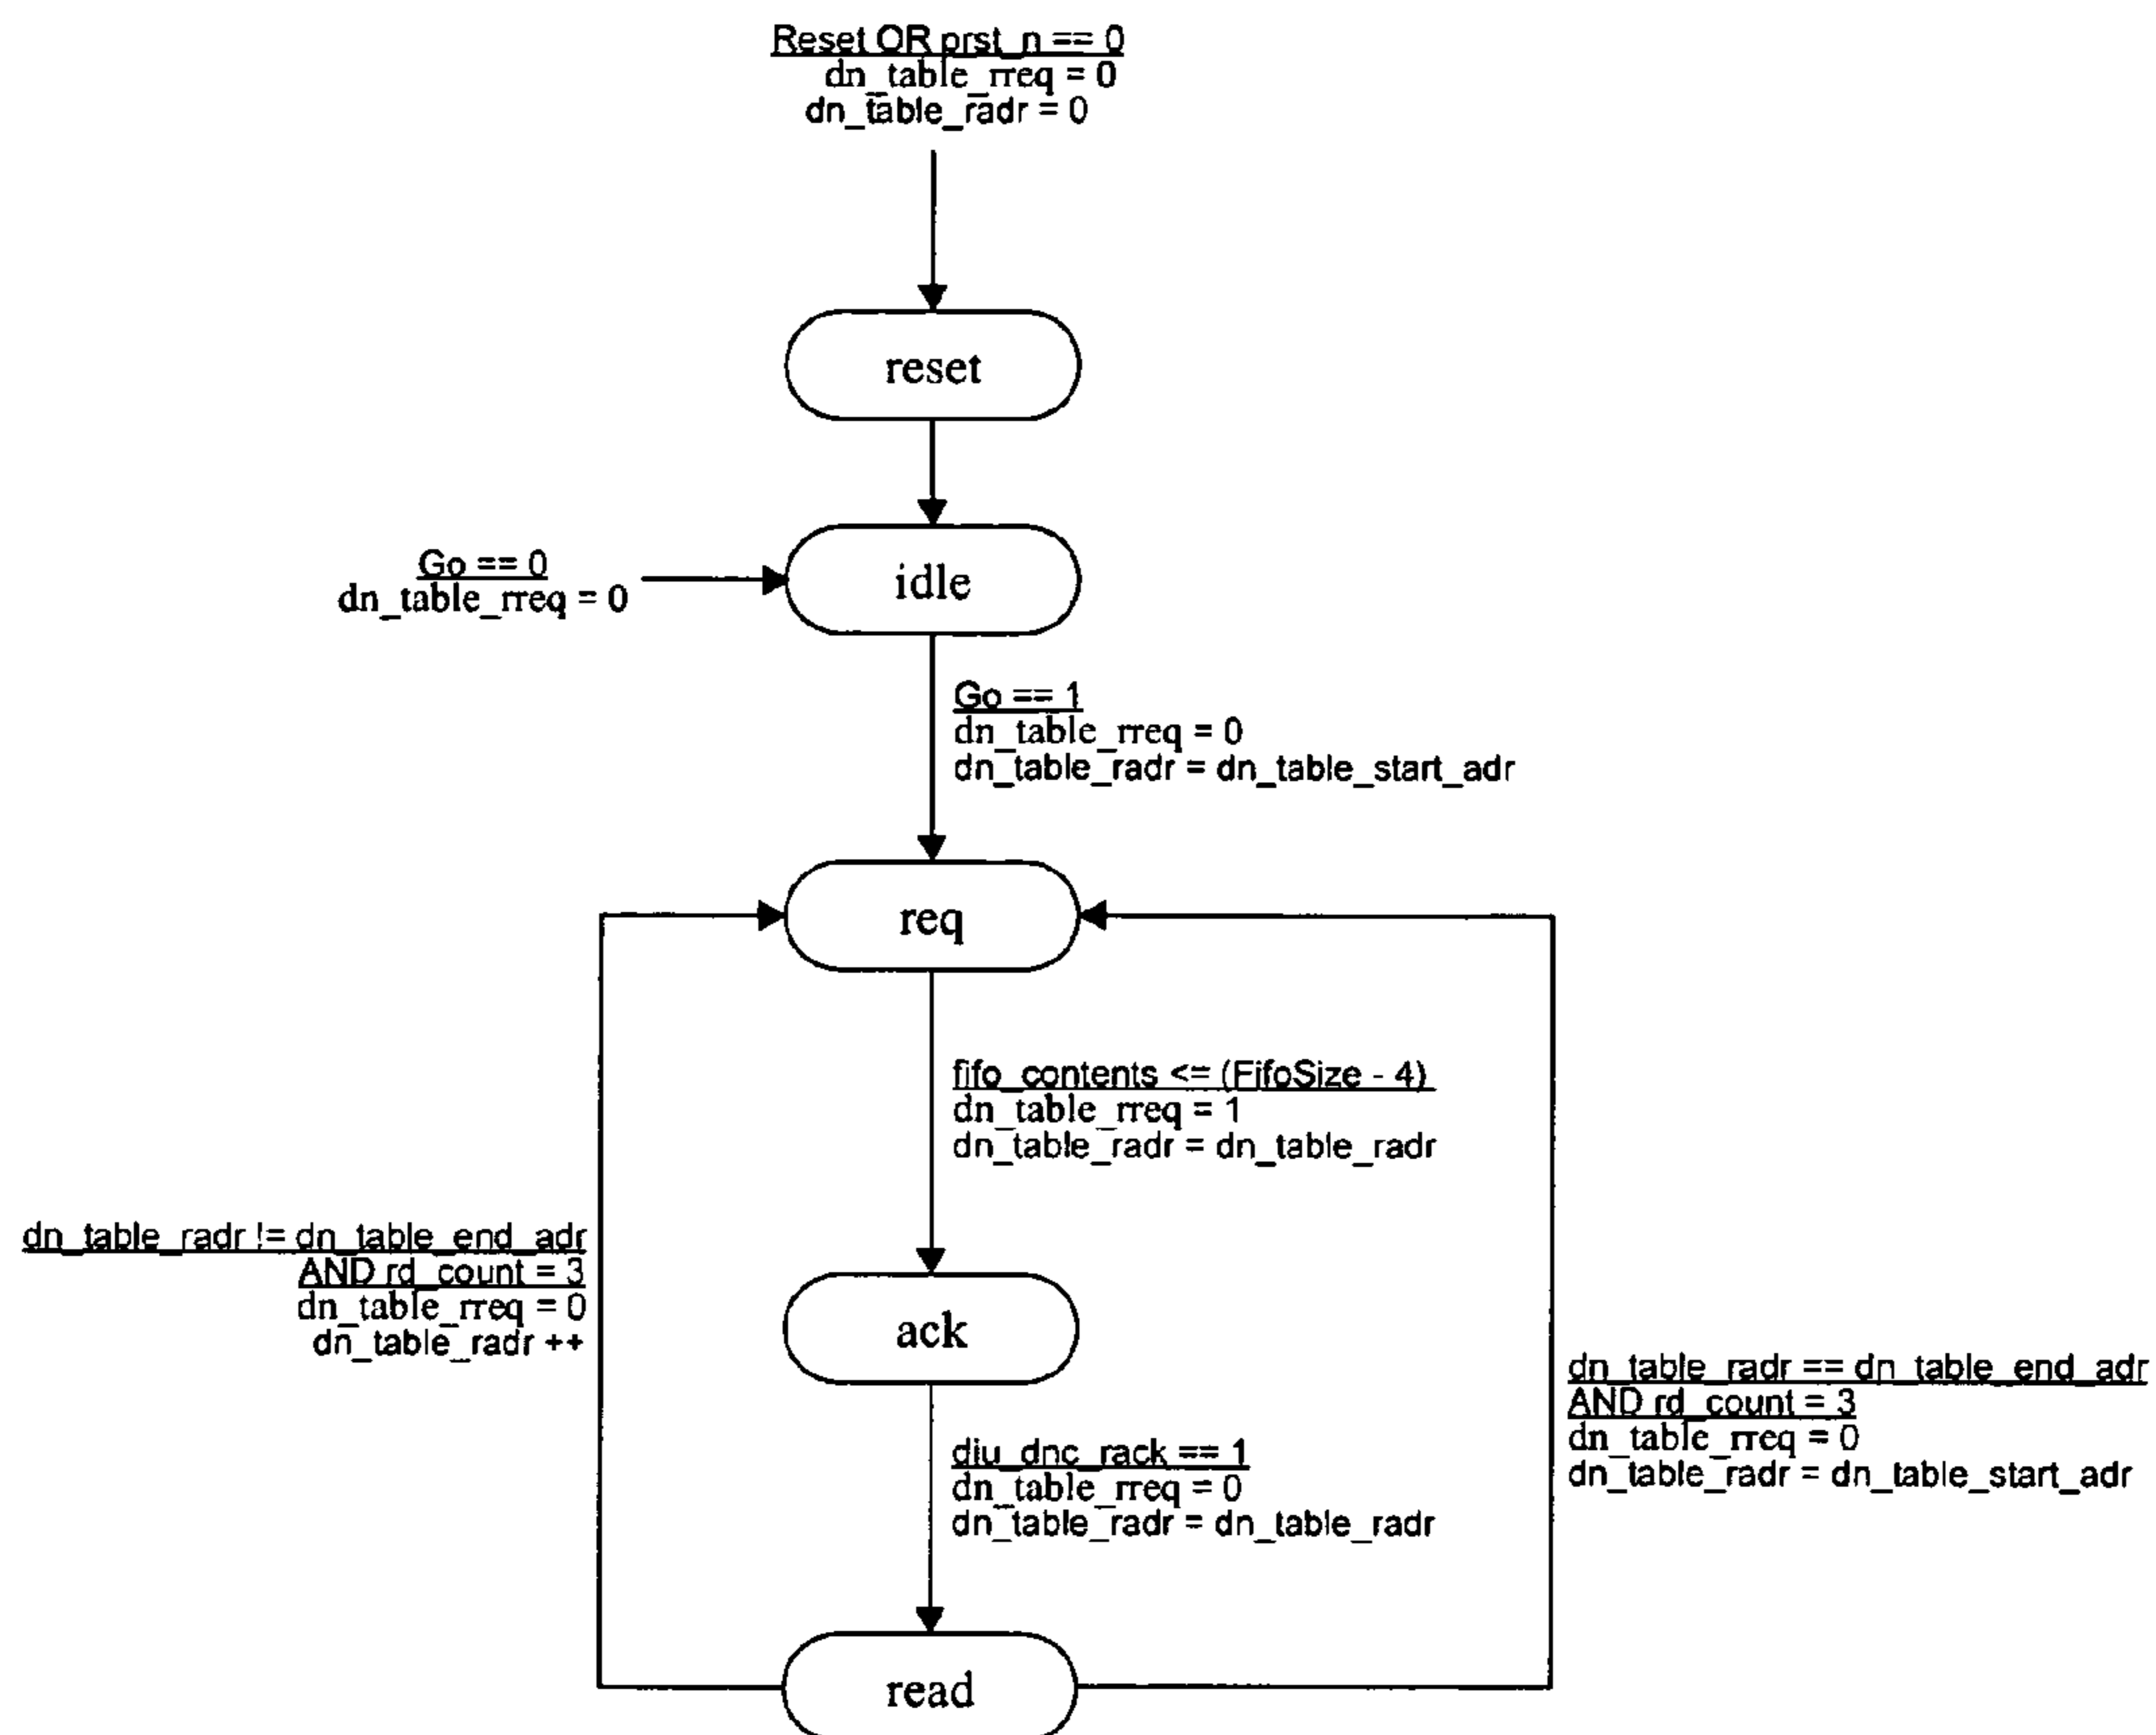 Reset OR prst_n == 0
dn_table_rreq = 0
dn_table_radr = 0
reset
Go == 0
dn_table_rreq = 0
idle
Go == 1
dn_table_rreq = 0
dn_table_radr = dn_table_start_adr
req
fifo_contents <= (FifoSize - 4)
dn_table_rreq = 1
dn_table_radr = dn_table_radr
dn_table_radr != dn_table_end_adr
AND rd_count = 3
dn_table_rreq = 0
dn_table_radr ++
ack
dn_table_radr == dn_table_end_adr
AND rd_count = 3
dn_table_rreq = 0
dn_table_radr = dn_table_start_adr
diu_dnc_rack == 1
dn_table_rreq = 0
dn_table_radr = dn_table_radr
read